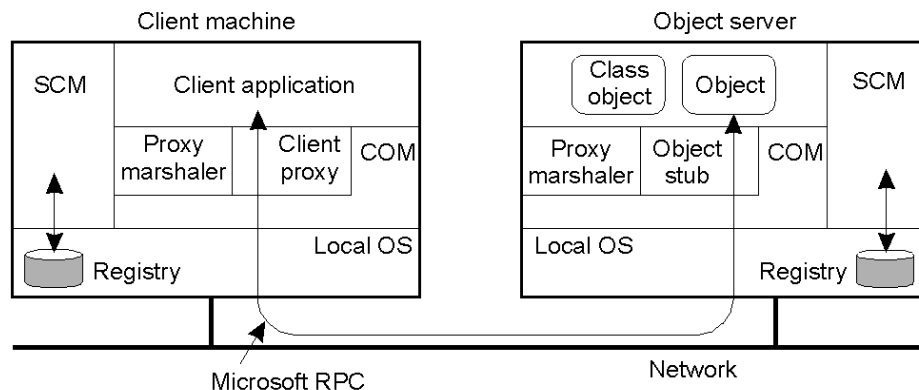 Client machine
Object server
SCM
Client application
Class
object
Object
SCM
Proxy
marshaler
Client
proxy
COM
Proxy
marshaler
Object
stub
COM
Local OS
Registry
Local OS
Registry
Microsoft RPC
Network